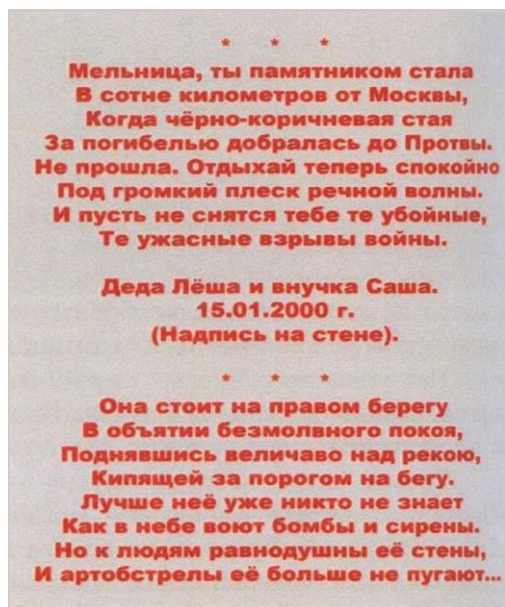 * * *
Мельница, ты памятником стала
В сотне километров от Москвы,
Когда чёрно-коричневая стая
За погибелью добралась до Протвы.
Не прошла. Отдыхай теперь спокойно
Под громкий плеск речной волны.
И пусть не снятся тебе те убойные,
Те ужасные взрывы войны.
Деда Лёша и внучка Саша.
15.01.2000 г.
(Надпись на стене).
* * *
Она стоит на правом берегу
В объятии безмолвного покоя,
Поднявшись величаво над рекою,
Кипящей за порогом на бегу.
Лучше неё уже никто не знает
Как в небе воют бомбы и сирены.
Но к людям равнодушны её стены,
И артобстрелы её больше не пугают...